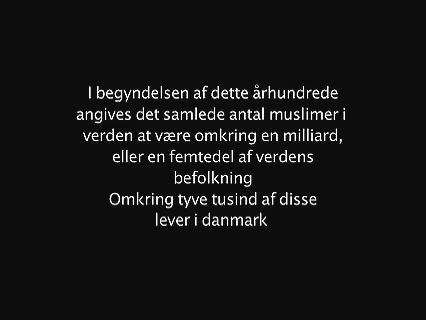 I begyndelsen af dette århundrede
angives det samlede antal muslimer i
verden at være omkring en milliard,
eller en femtedel af verdens
befolkning
Omkring tyve tusind af disse
lever i danmark